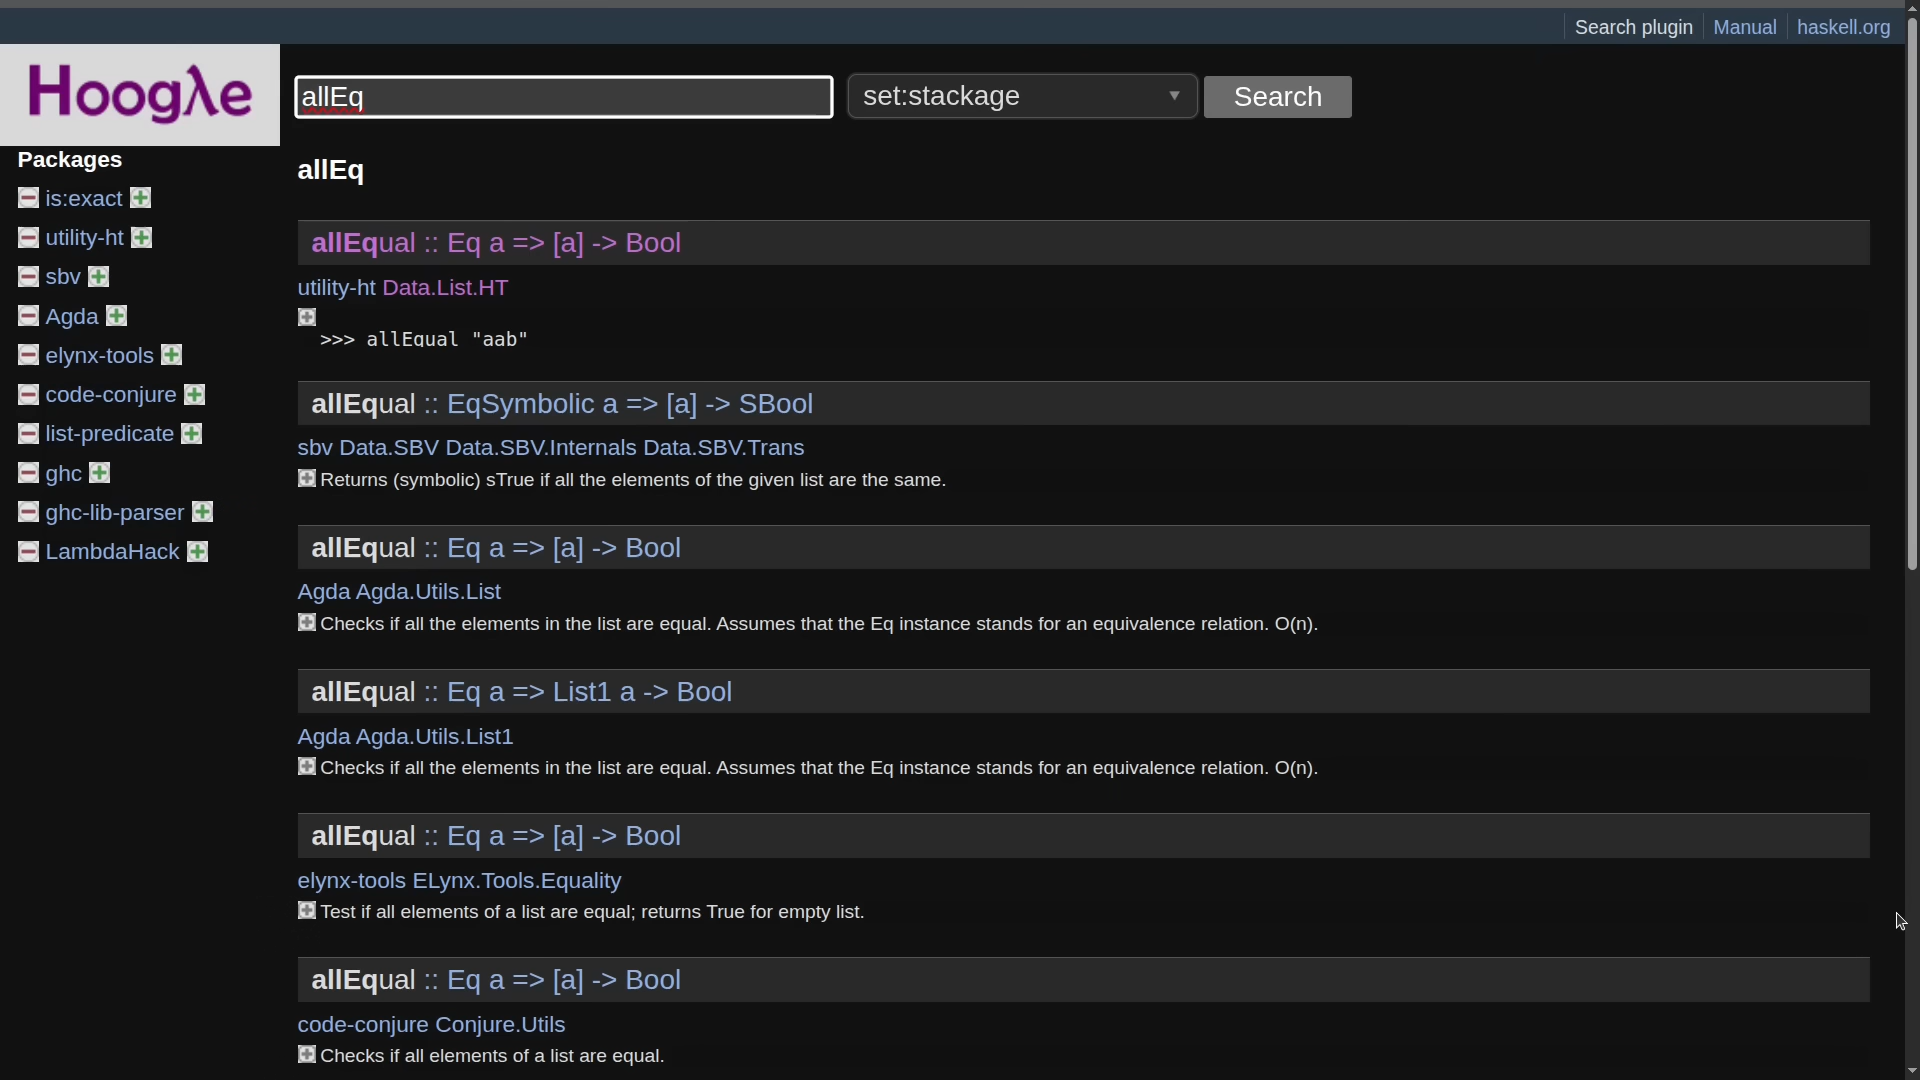 Search plugin Manual haskell.org
Hoogλe
allEq set:stackage Search
Packages
is:exact
utility-ht
sbv
Agda
elynx-tools
code-conjure
list-predicate
ghc
ghc-lib-parser
LambdaHack
allEq
allEqual :: Eq a => [a] -> Bool
utility-ht Data.List.HT
>>> allEqual "aab"
allEqual :: EqSymbolic a => [a] -> SBool
sbv Data.SBV Data.SBV.Internals Data.SBV.Trans
Returns (symbolic) sTrue if all the elements of the given list are the same.
allEqual :: Eq a => [a] -> Bool
Agda Agda.Utils.List
Checks if all the elements in the list are equal. Assumes that the Eq instance stands for an equivalence relation. O(n).
allEqual :: Eq a => List1 a -> Bool
Agda Agda.Utils.List1
Checks if all the elements in the list are equal. Assumes that the Eq instance stands for an equivalence relation. O(n).
allEqual :: Eq a => [a] -> Bool
elynx-tools ELynx.Tools.Equality
Test if all elements of a list are equal; returns True for empty list.
allEqual :: Eq a => [a] -> Bool
code-conjure Conjure.Utils
Checks if all elements of a list are equal.